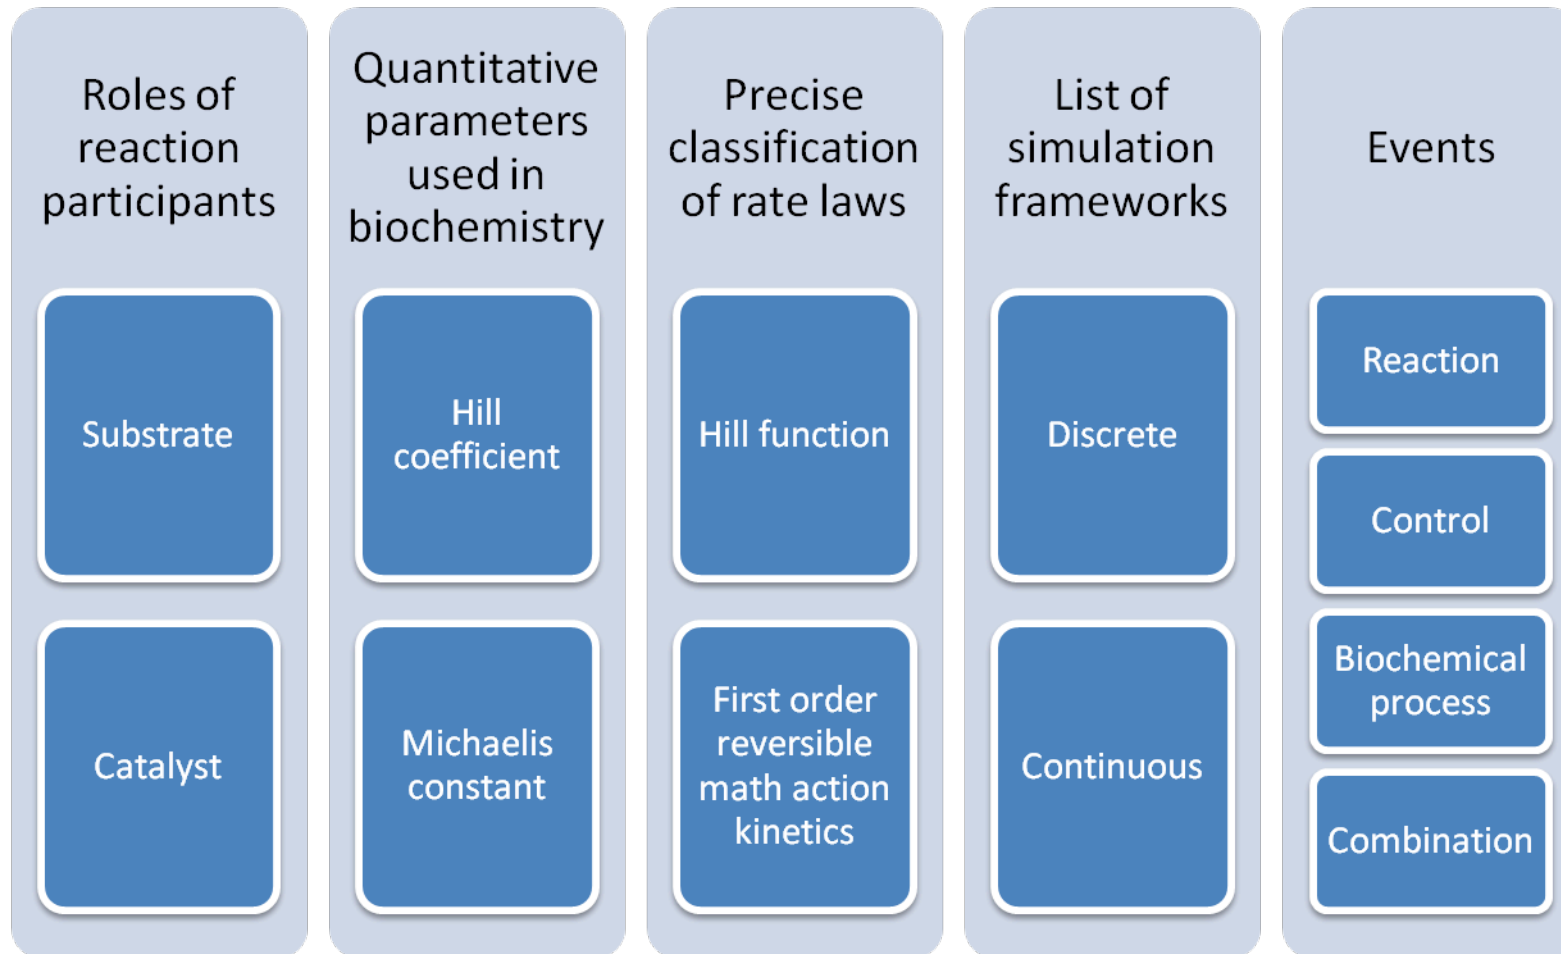 Roles of
reaction
participants
Substrate
Catalyst
Quantitative
parameters
used in
biochemistry
Hill
coefficient
Michaelis
constant
Precise
classification
of rate laws
Hill function
First order
reversible
math action
kinetics
List of
simulation
frameworks
Discrete
Continuous
Events
Reaction
Control
Biochemical
process
Combination